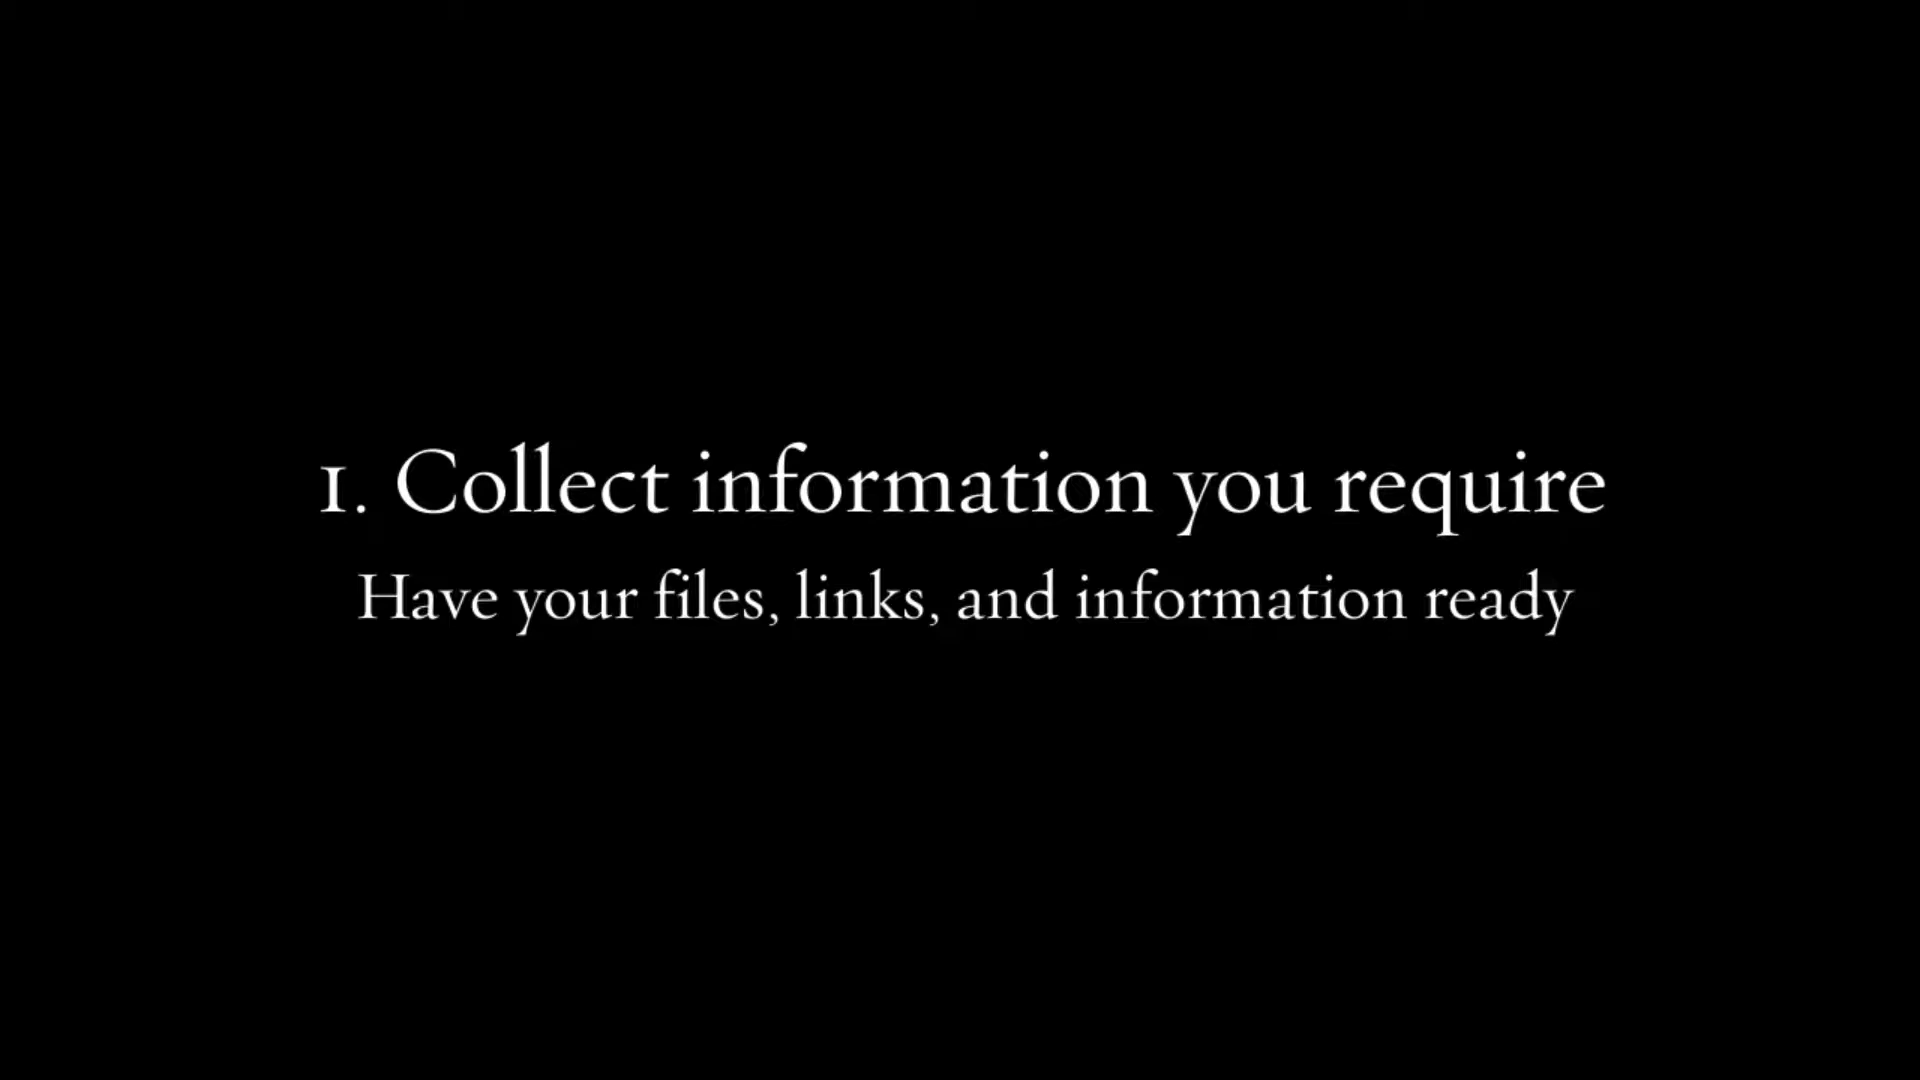 1. Collect information you require
Have your files, links, and information ready